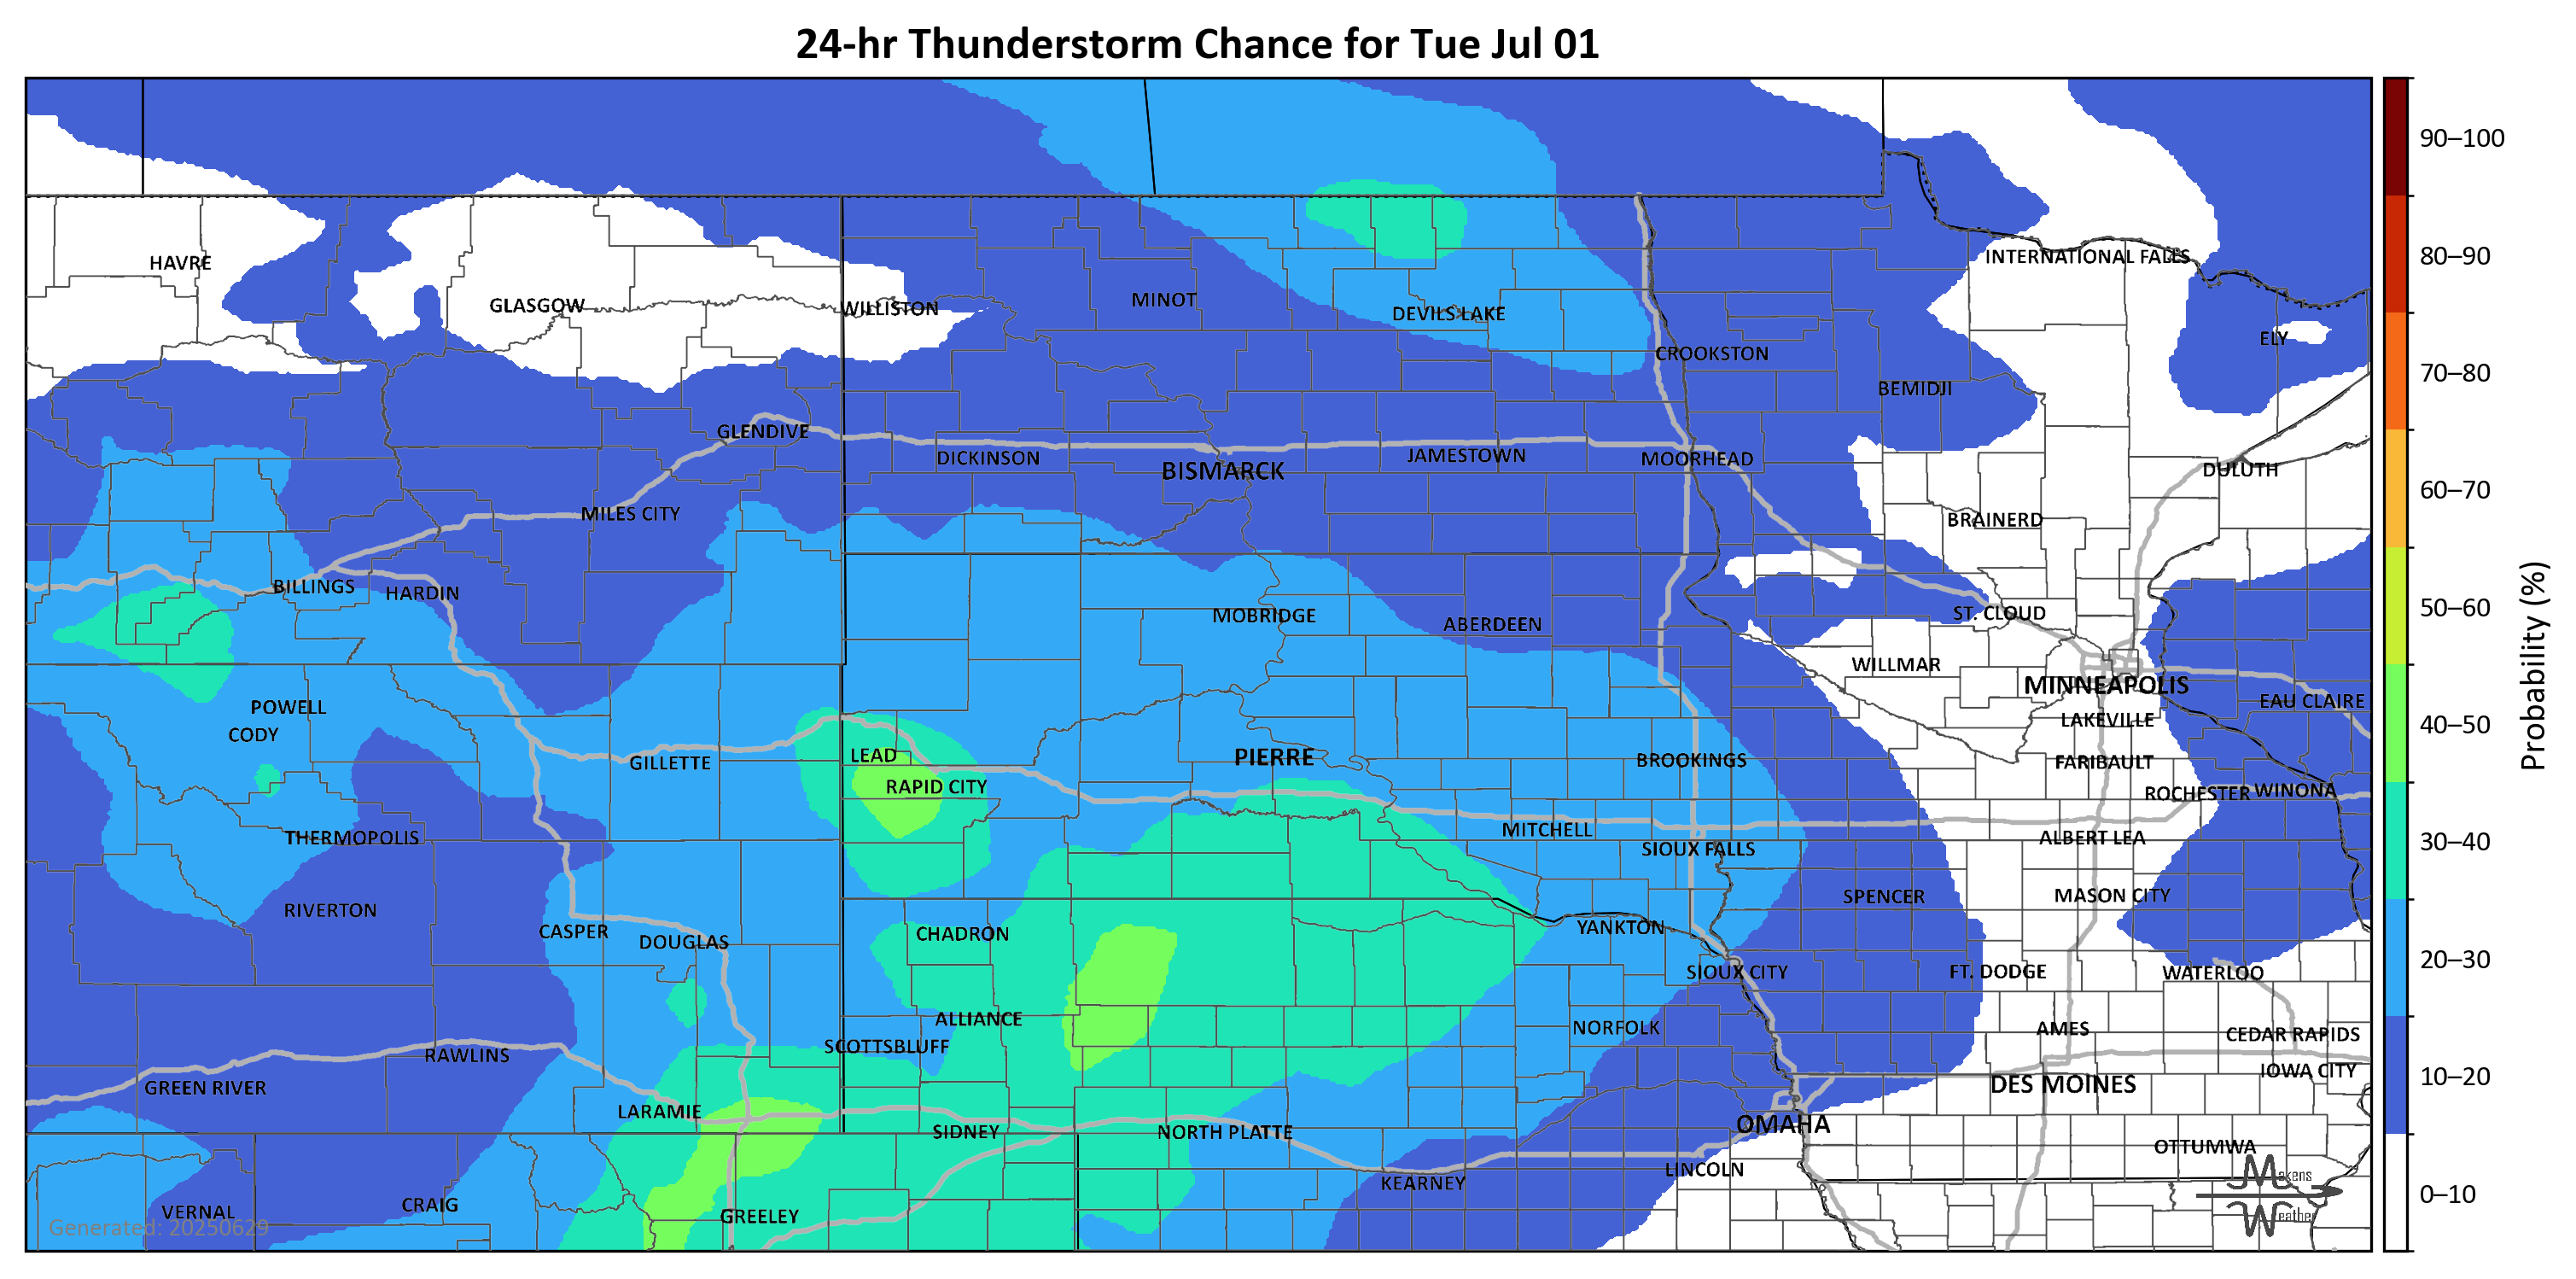 24-hr Thunderstorm Chance for Tue Jul 01
90–100
80–90
70–80
60–70
50–60
40–50
30–40
20–30
10–20
0–10
Probability (%)
HAVRE
INTERNATIONAL FALLS
GLASGOW
WILLISTON
MINOT
DEVILS LAKE
ELY
CROOKSTON
BEMIDJI
GLENDIVE
DICKINSON
BISMARCK
JAMESTOWN
MOORHEAD
DULUTH
MILES CITY
BRAINERD
BILLINGS
HARDIN
MOBRIDGE
ABERDEEN
ST. CLOUD
WILLMAR
MINNEAPOLIS
EAU CLAIRE
POWELL
CODY
LAKEVILLE
GILLETTE
LEAD
PIERRE
BROOKINGS
FARIBAULT
RAPID CITY
ROCHESTER
WINONA
THERMOPOLIS
MITCHELL
ALBERT LEA
SIOUX FALLS
RIVERTON
SPENCER
MASON CITY
CASPER
DOUGLAS
CHADRON
YANKTON
SIOUX CITY
FT. DODGE
WATERLOO
ALLIANCE
NORFOLK
AMES
CEDAR RAPIDS
RAWLINS
SCOTTSBLUFF
GREEN RIVER
DES MOINES
IOWA CITY
LARAMIE
SIDNEY
NORTH PLATTE
OMAHA
OTTUMWA
LINCOLN
KEARNEY
VERNAL
CRAIG
GREELEY
Generated: 20250629
Makens
Weather